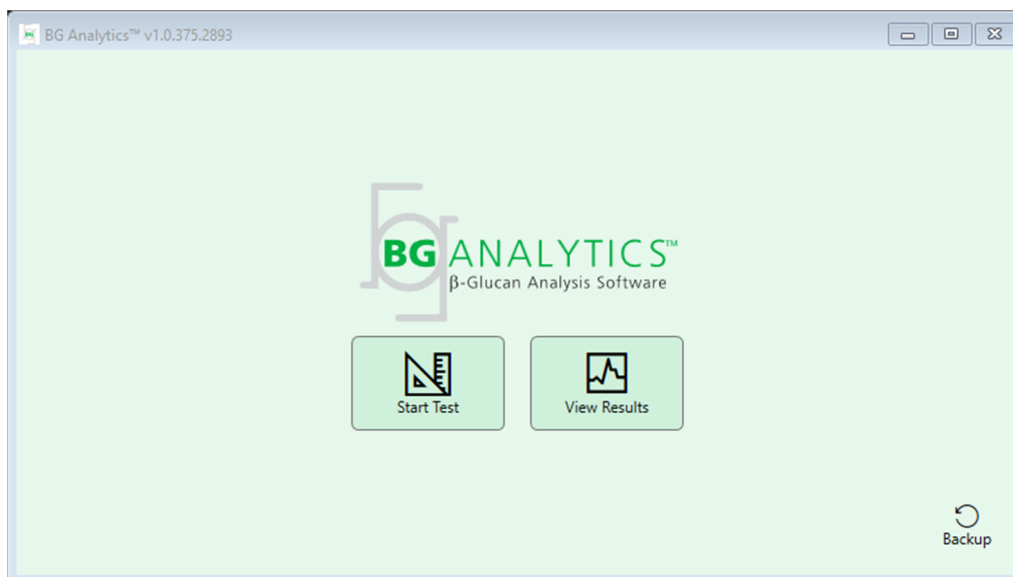 BG Analytics™ v1.0.375.2893
BG ANALYTICS™
β-Glucan Analysis Software
Start Test
View Results
Backup